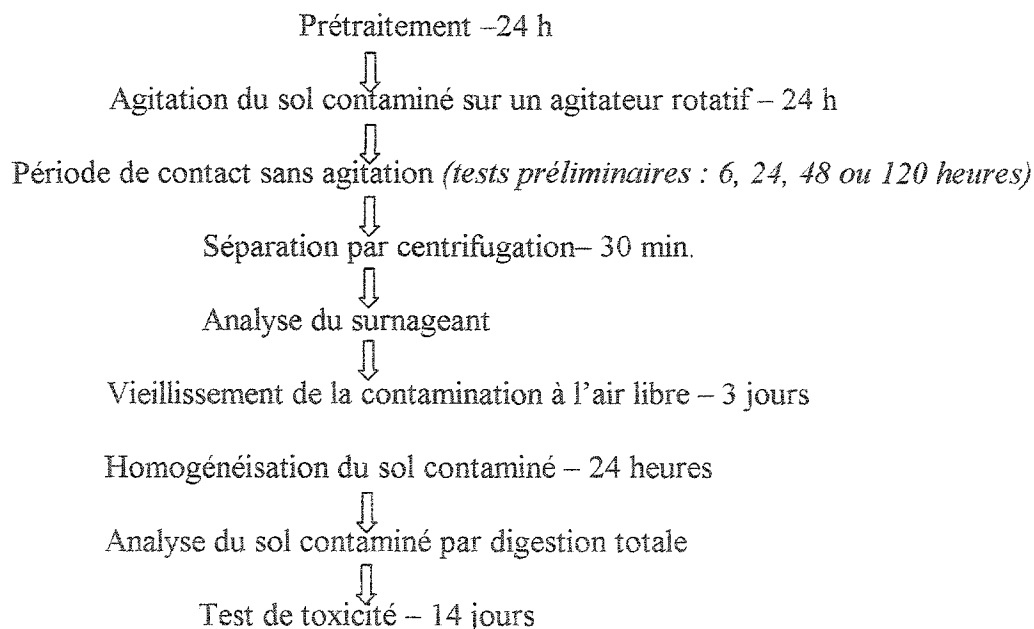 Prétraitement –24 h
Agitation du sol contaminé sur un agitateur rotatif – 24 h
Période de contact sans agitation (tests préliminaires : 6, 24, 48 ou 120 heures)
Séparation par centrifugation– 30 min.
Analyse du surnageant
Vieillissement de la contamination à l'air libre – 3 jours
Homogénéisation du sol contaminé – 24 heures
Analyse du sol contaminé par digestion totale
Test de toxicité – 14 jours